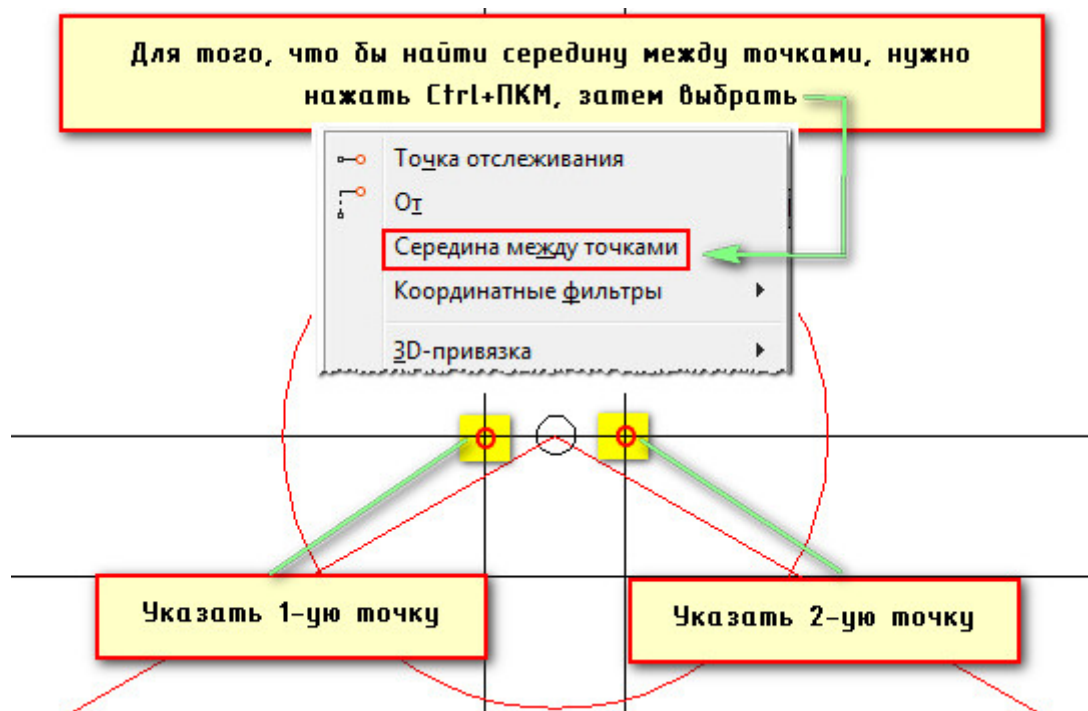 Для того, что бы найти середину между точками, нужно
нажать Ctrl+ПКМ, затем выбрать
Точка отслеживания
От
Середина между точками
Координатные фильтры
3D-привязка
Указать 1-ую точку
Указать 2-ую точку